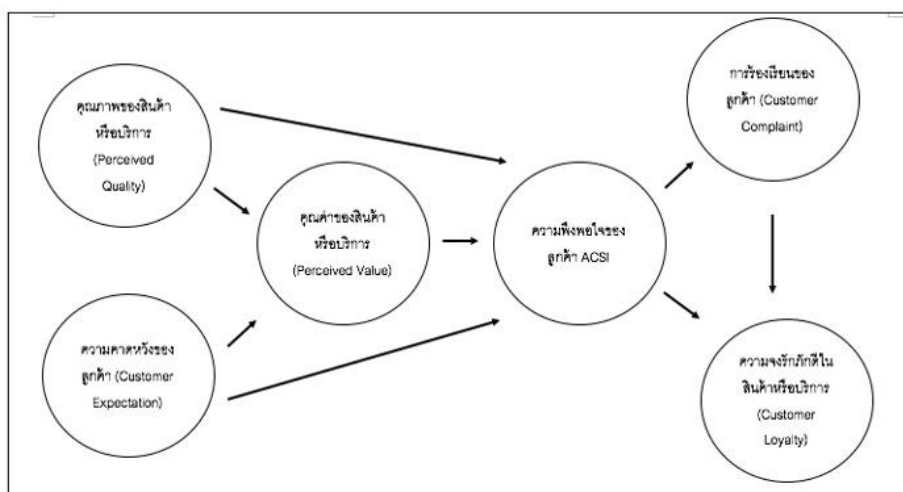 คุณภาพของสินค้า
หรือบริการ
(Perceived
Quality)
คุณค่าของสินค้า
หรือบริการ
(Perceived Value)
ความคาดหวังของ
ลูกค้า (Customer
Expectation)
ความพึงพอใจของ
ลูกค้า ACSI
การร้องเรียนของ
ลูกค้า (Customer
Complaint)
ความจงรักภักดีใน
สินค้าหรือบริการ
(Customer
Loyalty)